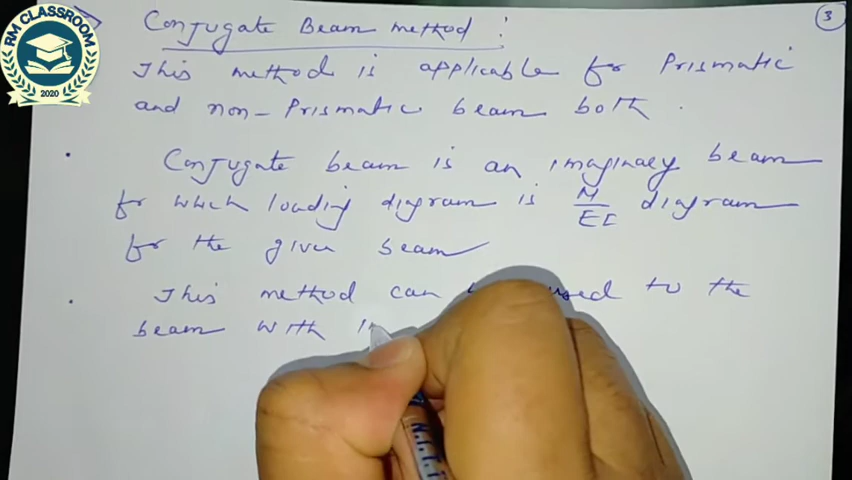 Conjugate Beam method :
3
This method is applicable for Prismatic
and non-Prismatic beam both .
Conjugate beam is an imaginary beam
for which loading diagram is M/EI diagram
for the given beam
This method can used to the
beam with
RM CLASSROOM
2020